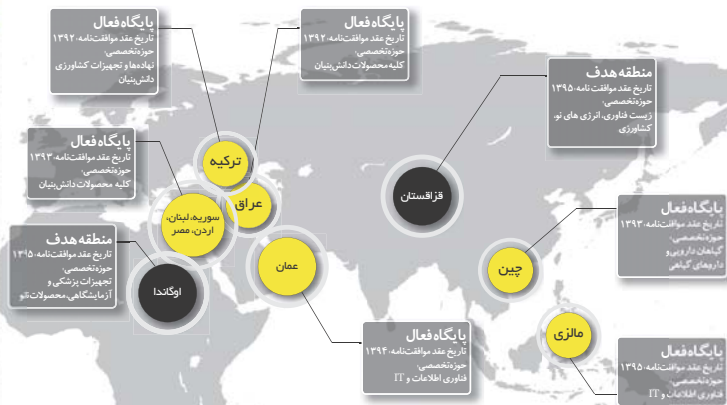 پایگاه فعال
تاریخ عقد موافقت‌نامه: ۱۳۹۲
حوزه تخصصی:
نهاده‌ها و تجهیزات کشاورزی
دانش‌بنیان
پایگاه فعال
تاریخ عقد موافقت‌نامه: ۱۳۹۲
حوزه تخصصی:
کلیه محصولات دانش‌بنیان
منطقه هدف
تاریخ عقد موافقت نامه: ۱۳۹۵
حوزه تخصصی:
زیست فناوری، انرژی های نو،
کشاورزی
پایگاه فعال
تاریخ عقد موافقت‌نامه: ۱۳۹۳
حوزه تخصصی:
کلیه محصولات دانش‌بنیان
ترکیه
عراق
سوریه، لبنان،
اردن، مصر
قزاقستان
پایگاه فعال
تاریخ عقد موافقت‌نامه: ۱۳۹۳
حوزه تخصصی:
گیاهان دارویی و
داروهای گیاهی
منطقه هدف
تاریخ عقد موافقت‌نامه: ۱۳۹۵
حوزه تخصصی:
تجهیزات پزشکی و
آزمایشگاهی، محصولات نانو
اوگاندا
عمان
چین
مالزی
پایگاه فعال
تاریخ عقد موافقت‌نامه: ۱۳۹۴
حوزه تخصصی:
فناوری اطلاعات و IT
پایگاه فعال
تاریخ عقد موافقت‌نامه: ۱۳۹۵
حوزه تخصصی:
فناوری اطلاعات و IT